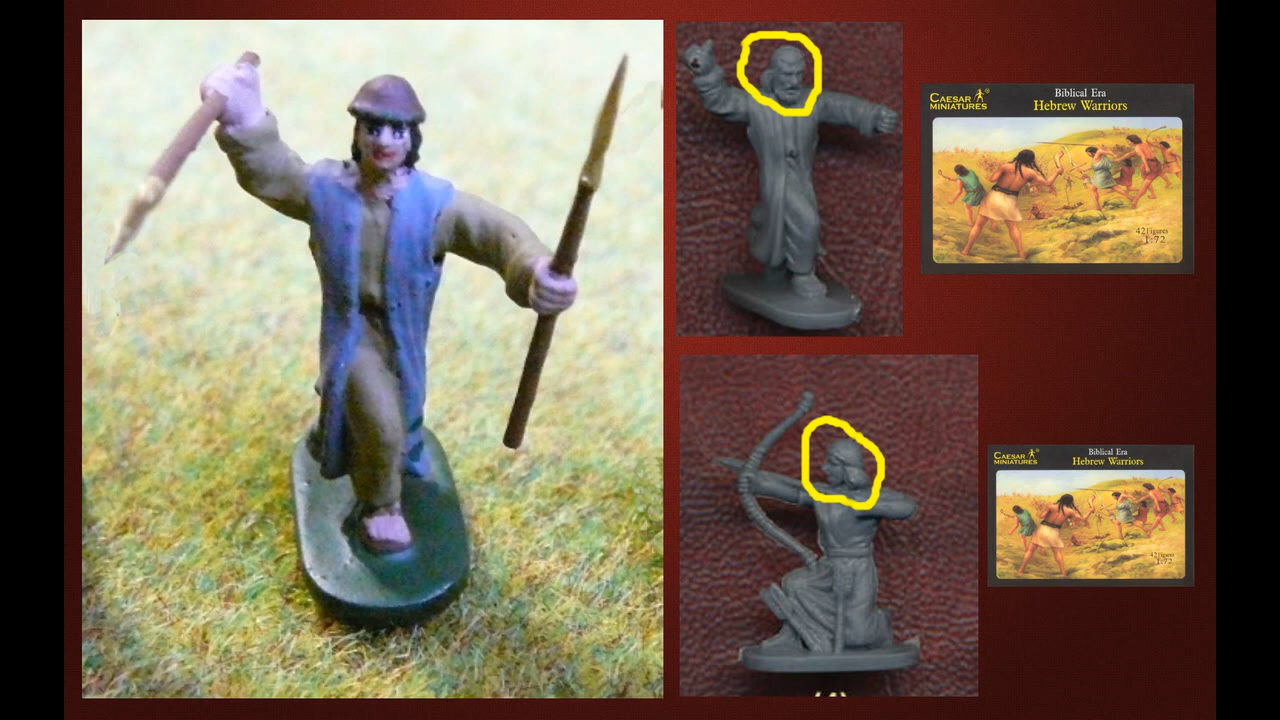 CAESAR
MINIATURES
Biblical Era
Hebrew Warriors
42 Figures
1:72
CAESAR
MINIATURES
Biblical Era
Hebrew Warriors
42 Figures
1:72